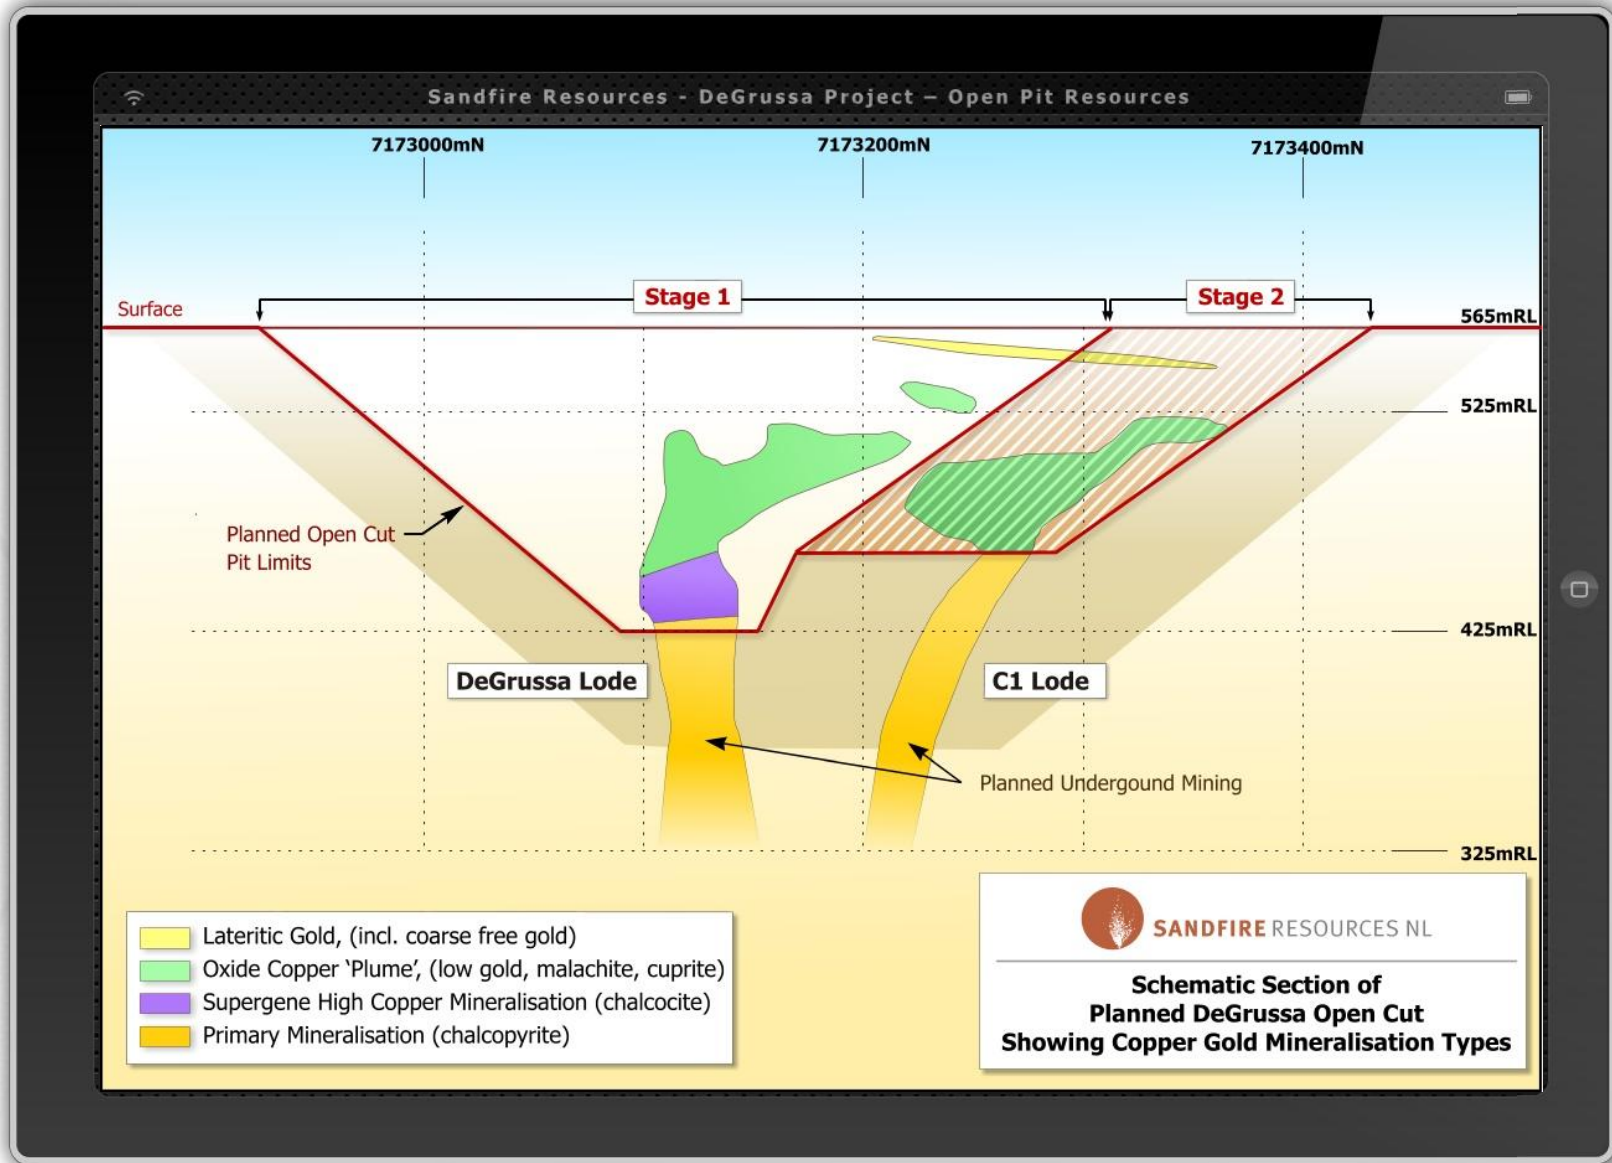 Sandfire Resources - DeGrussa Project – Open Pit Resources
7173000mN
7173200mN
7173400mN
Stage 1
Stage 2
Surface
565mRL
525mRL
Planned Open Cut
Pit Limits
425mRL
DeGrussa Lode
C1 Lode
Planned Undergound Mining
325mRL
Lateritic Gold, (incl. coarse free gold)
Oxide Copper ‘Plume’, (low gold, malachite, cuprite)
Supergene High Copper Mineralisation (chalcocite)
Primary Mineralisation (chalcopyrite)
SANDFIRE RESOURCES NL
Schematic Section of
Planned DeGrussa Open Cut
Showing Copper Gold Mineralisation Types